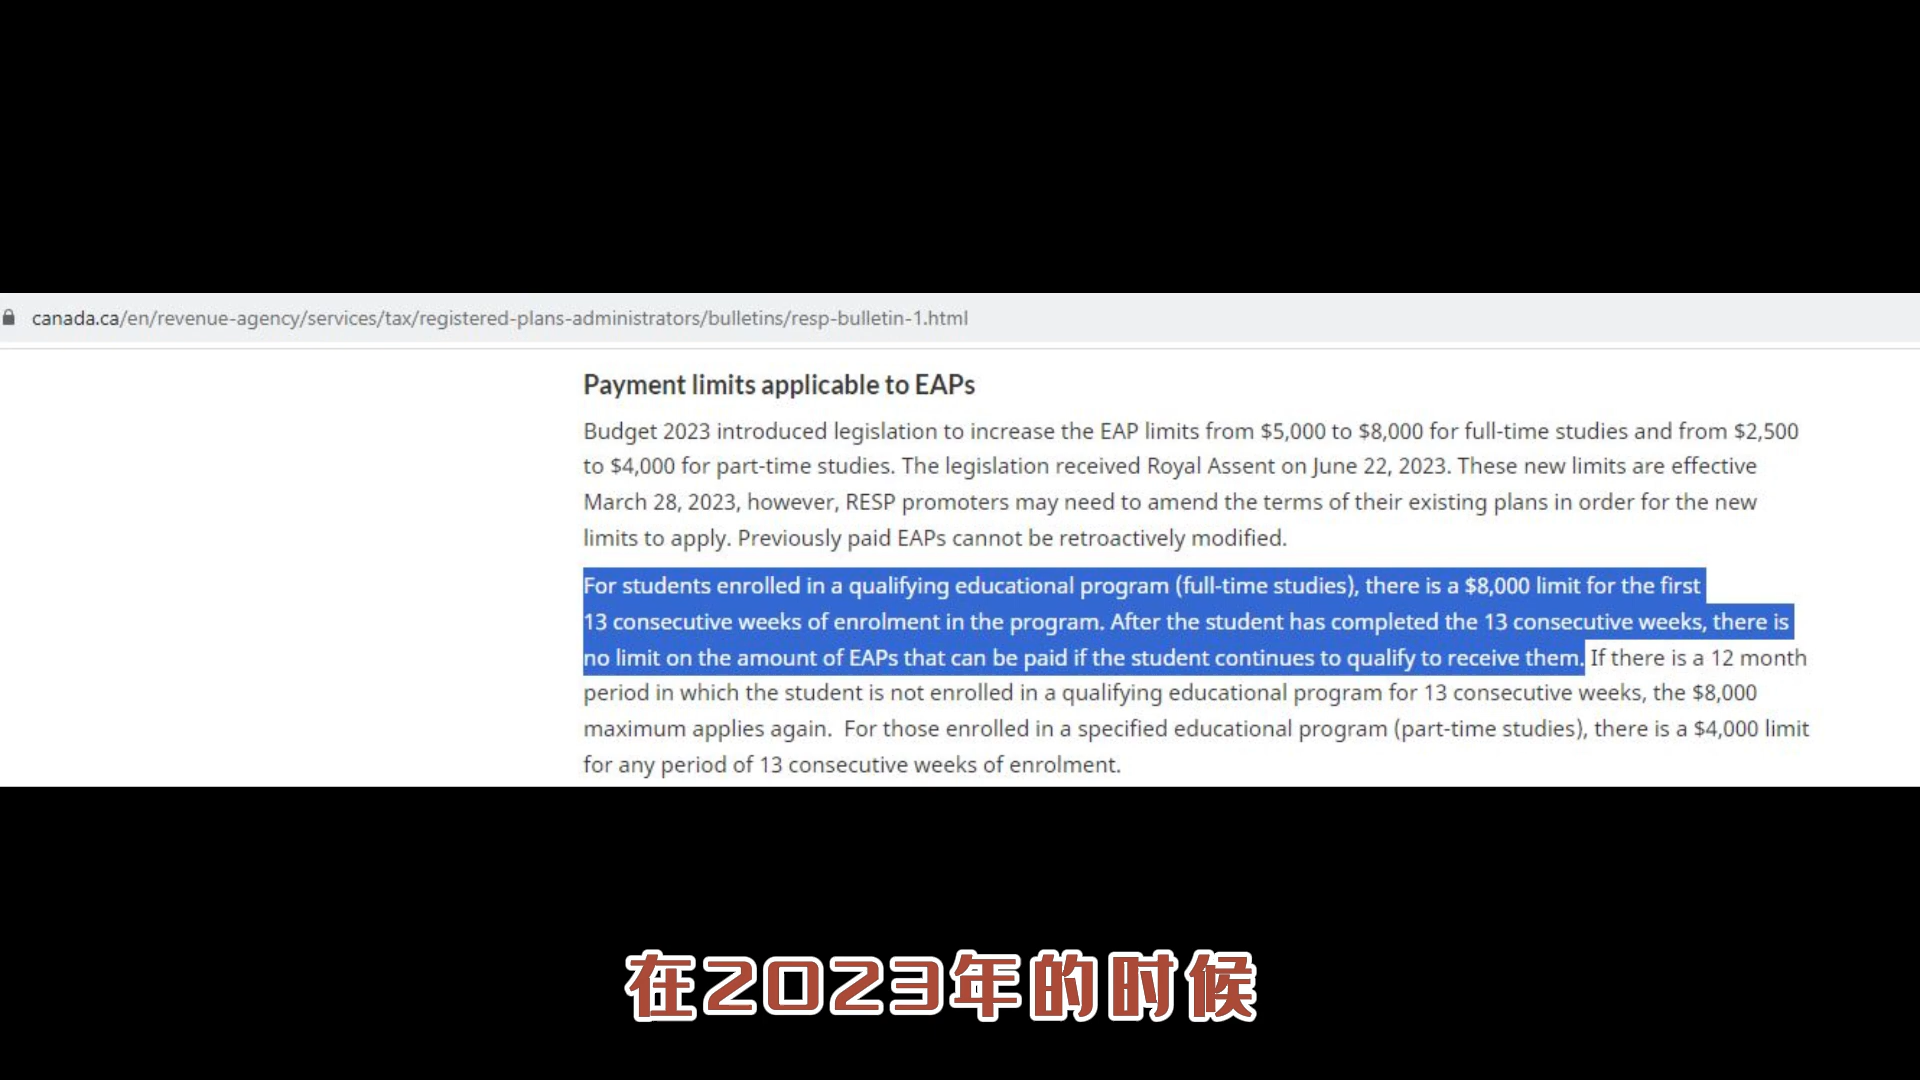 canada.ca/en/revenue-agency/services/tax/registered-plans-administrators/bulletins/resp-bulletin-1.html
Payment limits applicable to EAPs
Budget 2023 introduced legislation to increase the EAP limits from $5,000 to $8,000 for full-time studies and from $2,500
to $4,000 for part-time studies. The legislation received Royal Assent on June 22, 2023. These new limits are effective
March 28, 2023, however, RESP promoters may need to amend the terms of their existing plans in order for the new
limits to apply. Previously paid EAPs cannot be retroactively modified.
For students enrolled in a qualifying educational program (full-time studies), there is a $8,000 limit for the first
13 consecutive weeks of enrolment in the program. After the student has completed the 13 consecutive weeks, there is
no limit on the amount of EAPs that can be paid if the student continues to qualify to receive them. If there is a 12 month
period in which the student is not enrolled in a qualifying educational program for 13 consecutive weeks, the $8,000
maximum applies again. For those enrolled in a specified educational program (part-time studies), there is a $4,000 limit
for any period of 13 consecutive weeks of enrolment.
在2023年的时候